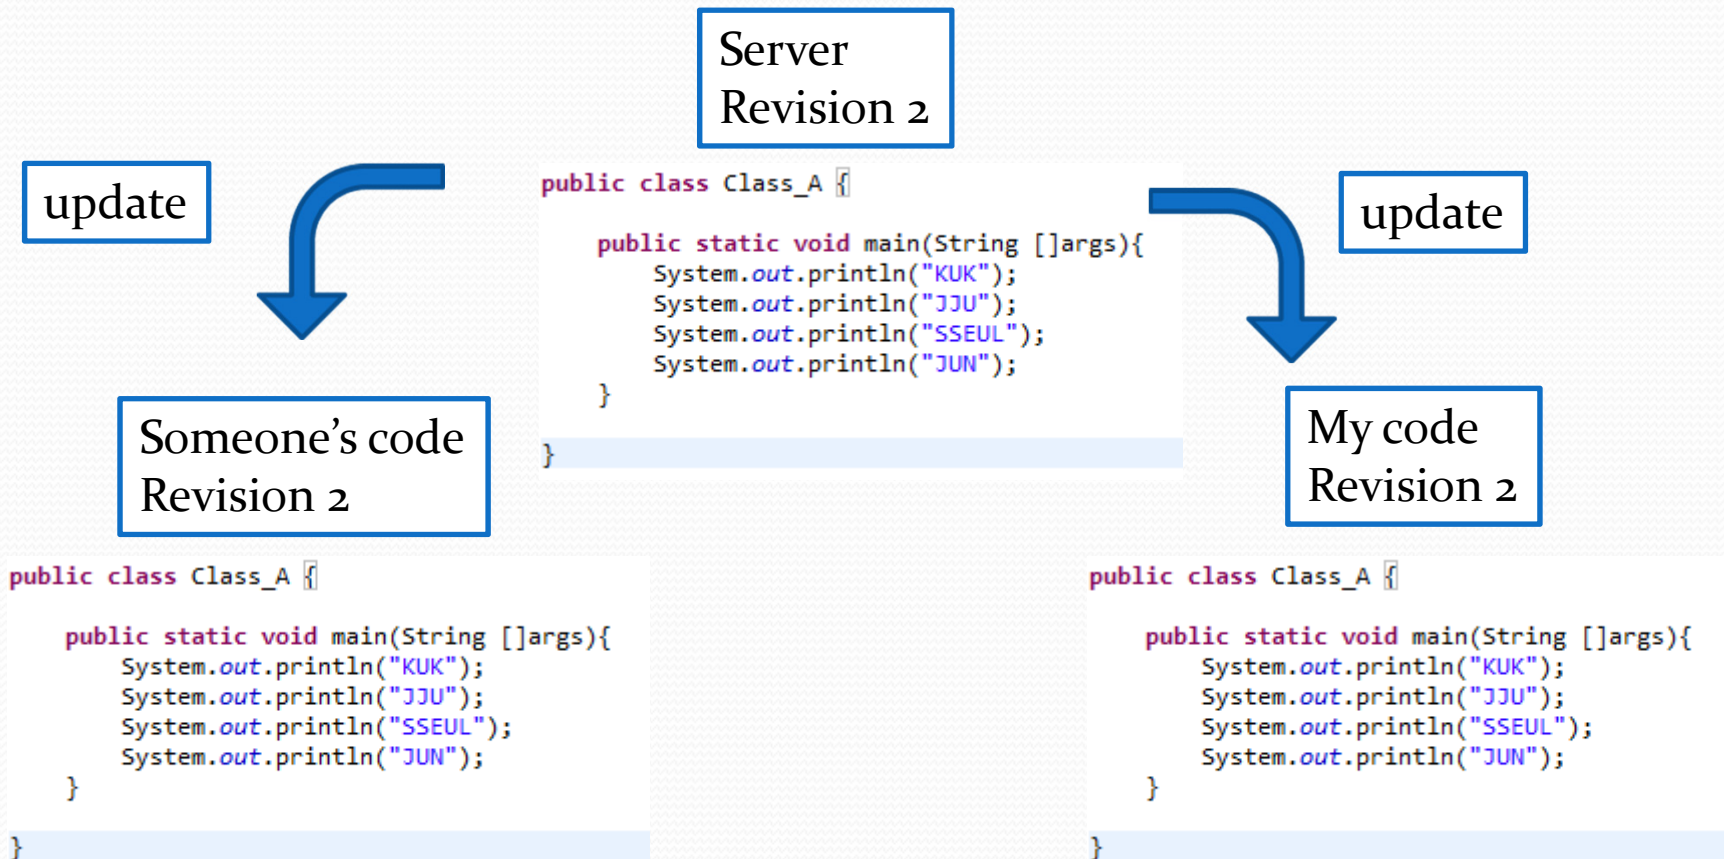 Server
Revision 2
update
public class Class_A {
public static void main(String []args){
System.out.println("KUK");
System.out.println("JJU");
System.out.println("SSEUL");
System.out.println("JUN");
}
}
update
Someone’s code
Revision 2
public class Class_A {
public static void main(String []args){
System.out.println("KUK");
System.out.println("JJU");
System.out.println("SSEUL");
System.out.println("JUN");
}
}
My code
Revision 2
public class Class_A {
public static void main(String []args){
System.out.println("KUK");
System.out.println("JJU");
System.out.println("SSEUL");
System.out.println("JUN");
}
}